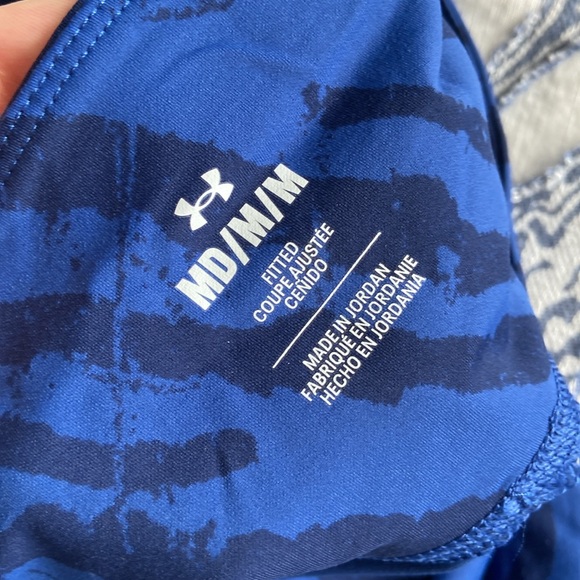 MD/M/M
FITTED
COUPE AJUSTÉE
CEÑIDO
MADE IN JORDAN
FABRIQUÉ EN JORDANIE
HECHO EN JORDANIA